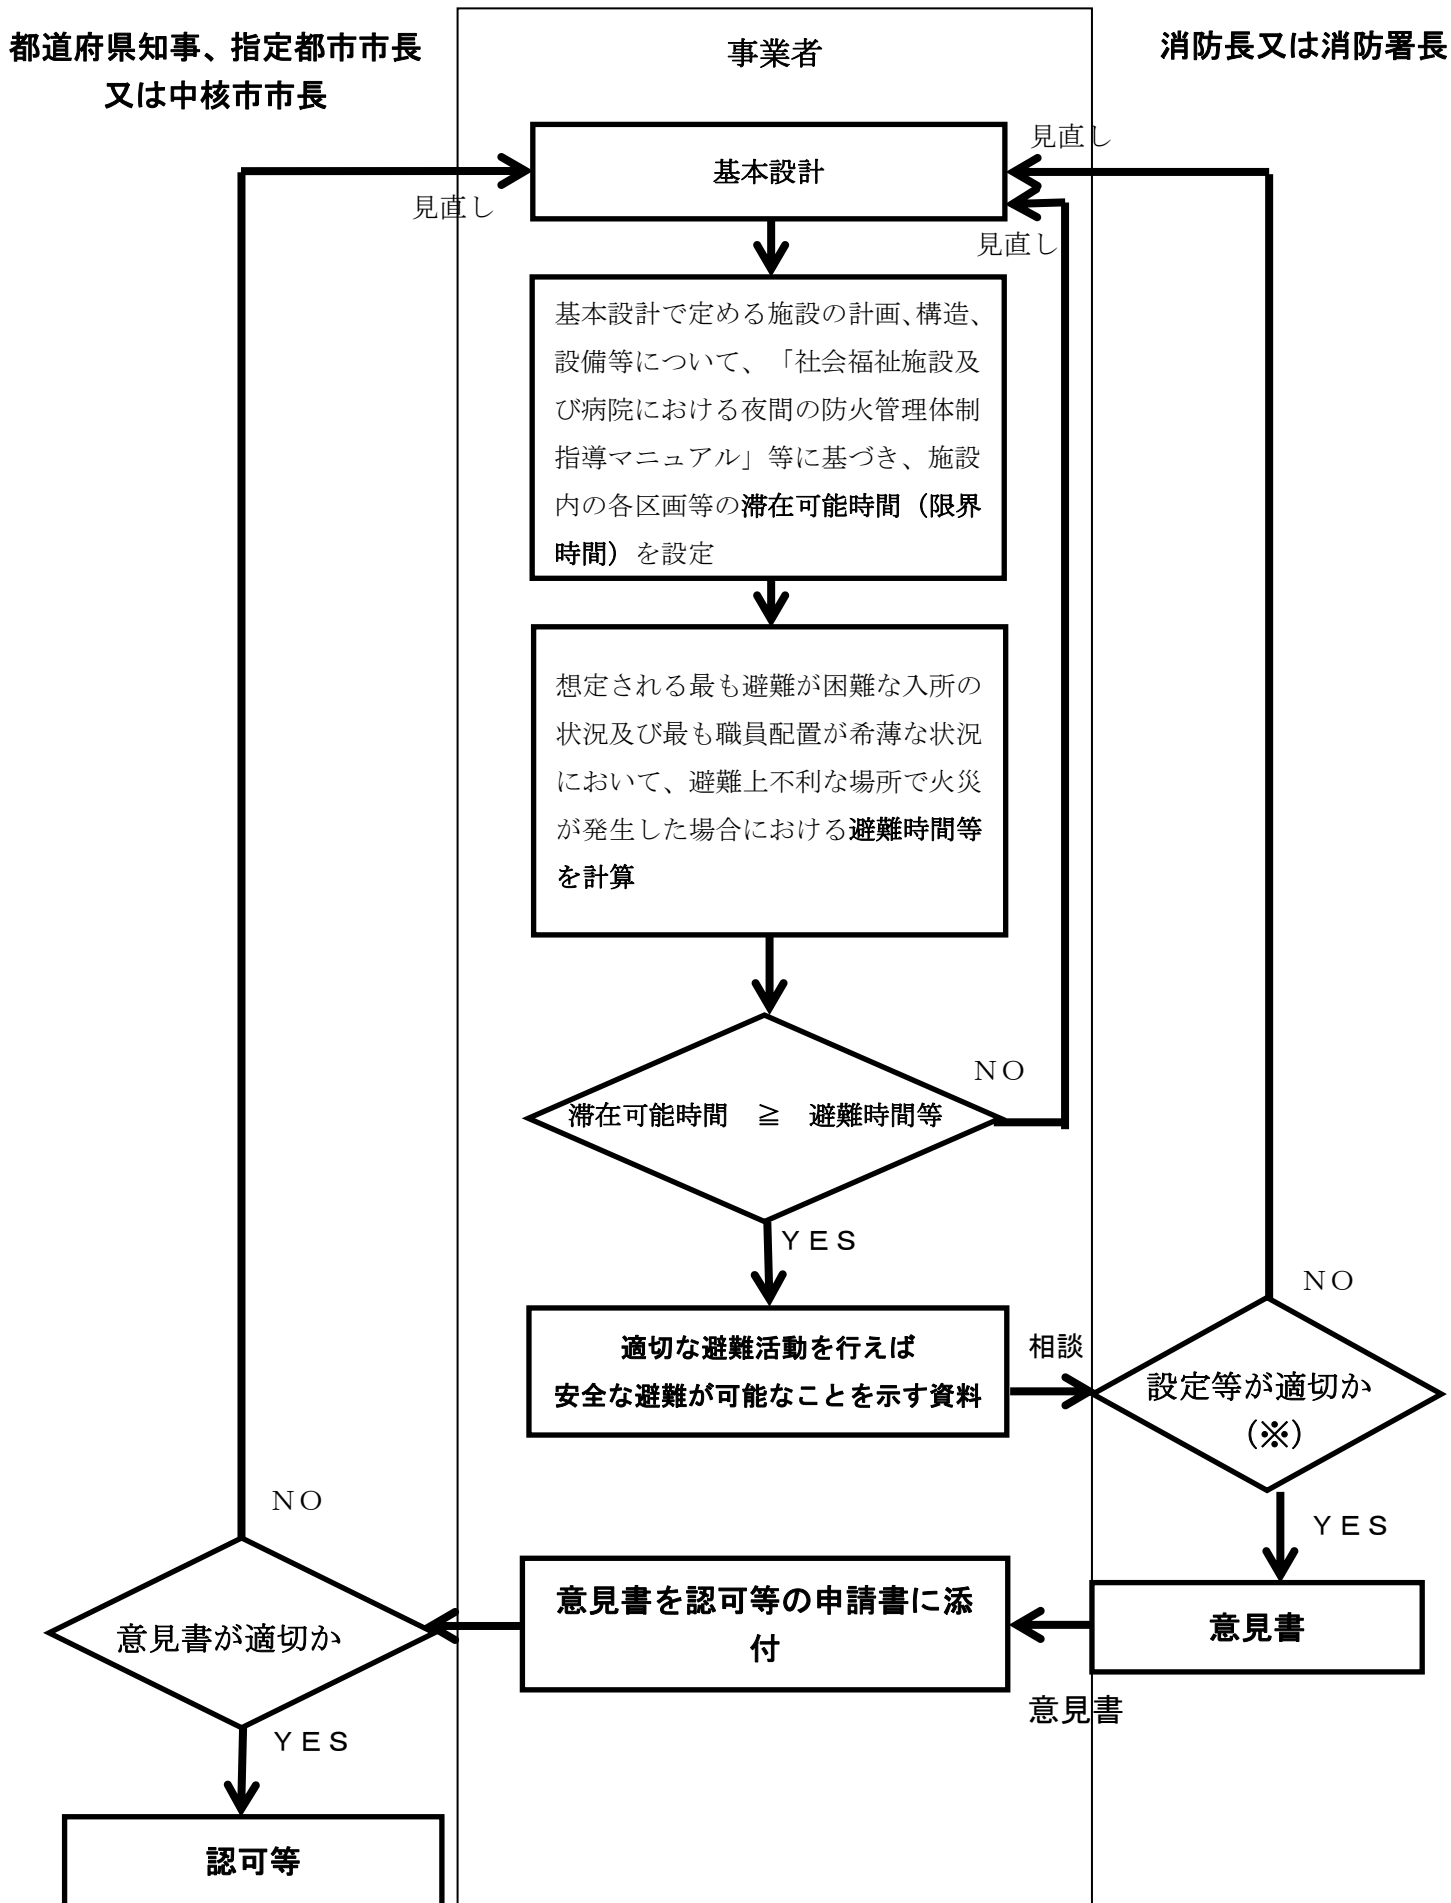 都道府県知事、指定都市市長
又は中核市市長
事業者
消防長又は消防署長
見直し
基本設計
見直し
見直し
基本設計で定める施設の計画、構造、
設備等について、「社会福祉施設及
び病院における夜間の防火管理体制
指導マニュアル」等に基づき、施設
内の各区画等の滞在可能時間（限界
時間）を設定
想定される最も避難が困難な入所の
状況及び最も職員配置が希薄な状況
において、避難上不利な場所で火災
が発生した場合における避難時間等
を計算
NO
滞在可能時間　≧　避難時間等
YES
NO
適切な避難活動を行えば
安全な避難が可能なことを示す資料
相談
設定等が適切か
（※）
NO
YES
意見書を認可等の申請書に添
付
意見書
意見書が適切か
意見書
YES
認可等